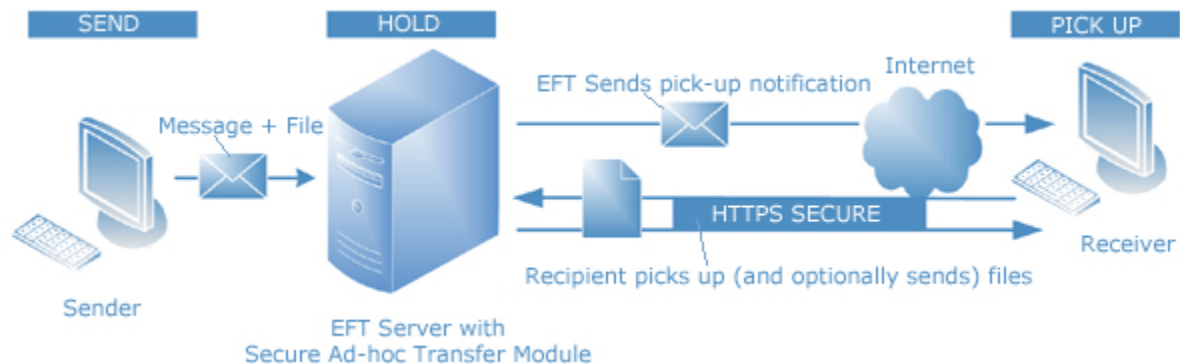 SEND
HOLD
PICK UP
EFT Sends pick-up notification
Internet
Message + File
HTTPS SECURE
Receiver
Recipient picks up (and optionally sends) files
Sender
EFT Server with
Secure Ad-hoc Transfer Module